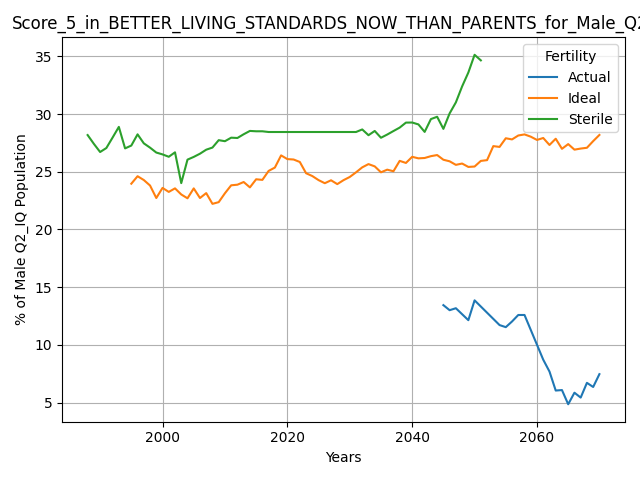 Score_5_in_BETTER_LIVING_STANDARDS_NOW_THAN_PARENTS_for_Male_Q2
Fertility
Actual
Ideal
Sterile
% of Male Q2_IQ Population
35
30
25
20
15
10
5
2000 2020 2040 2060
Years